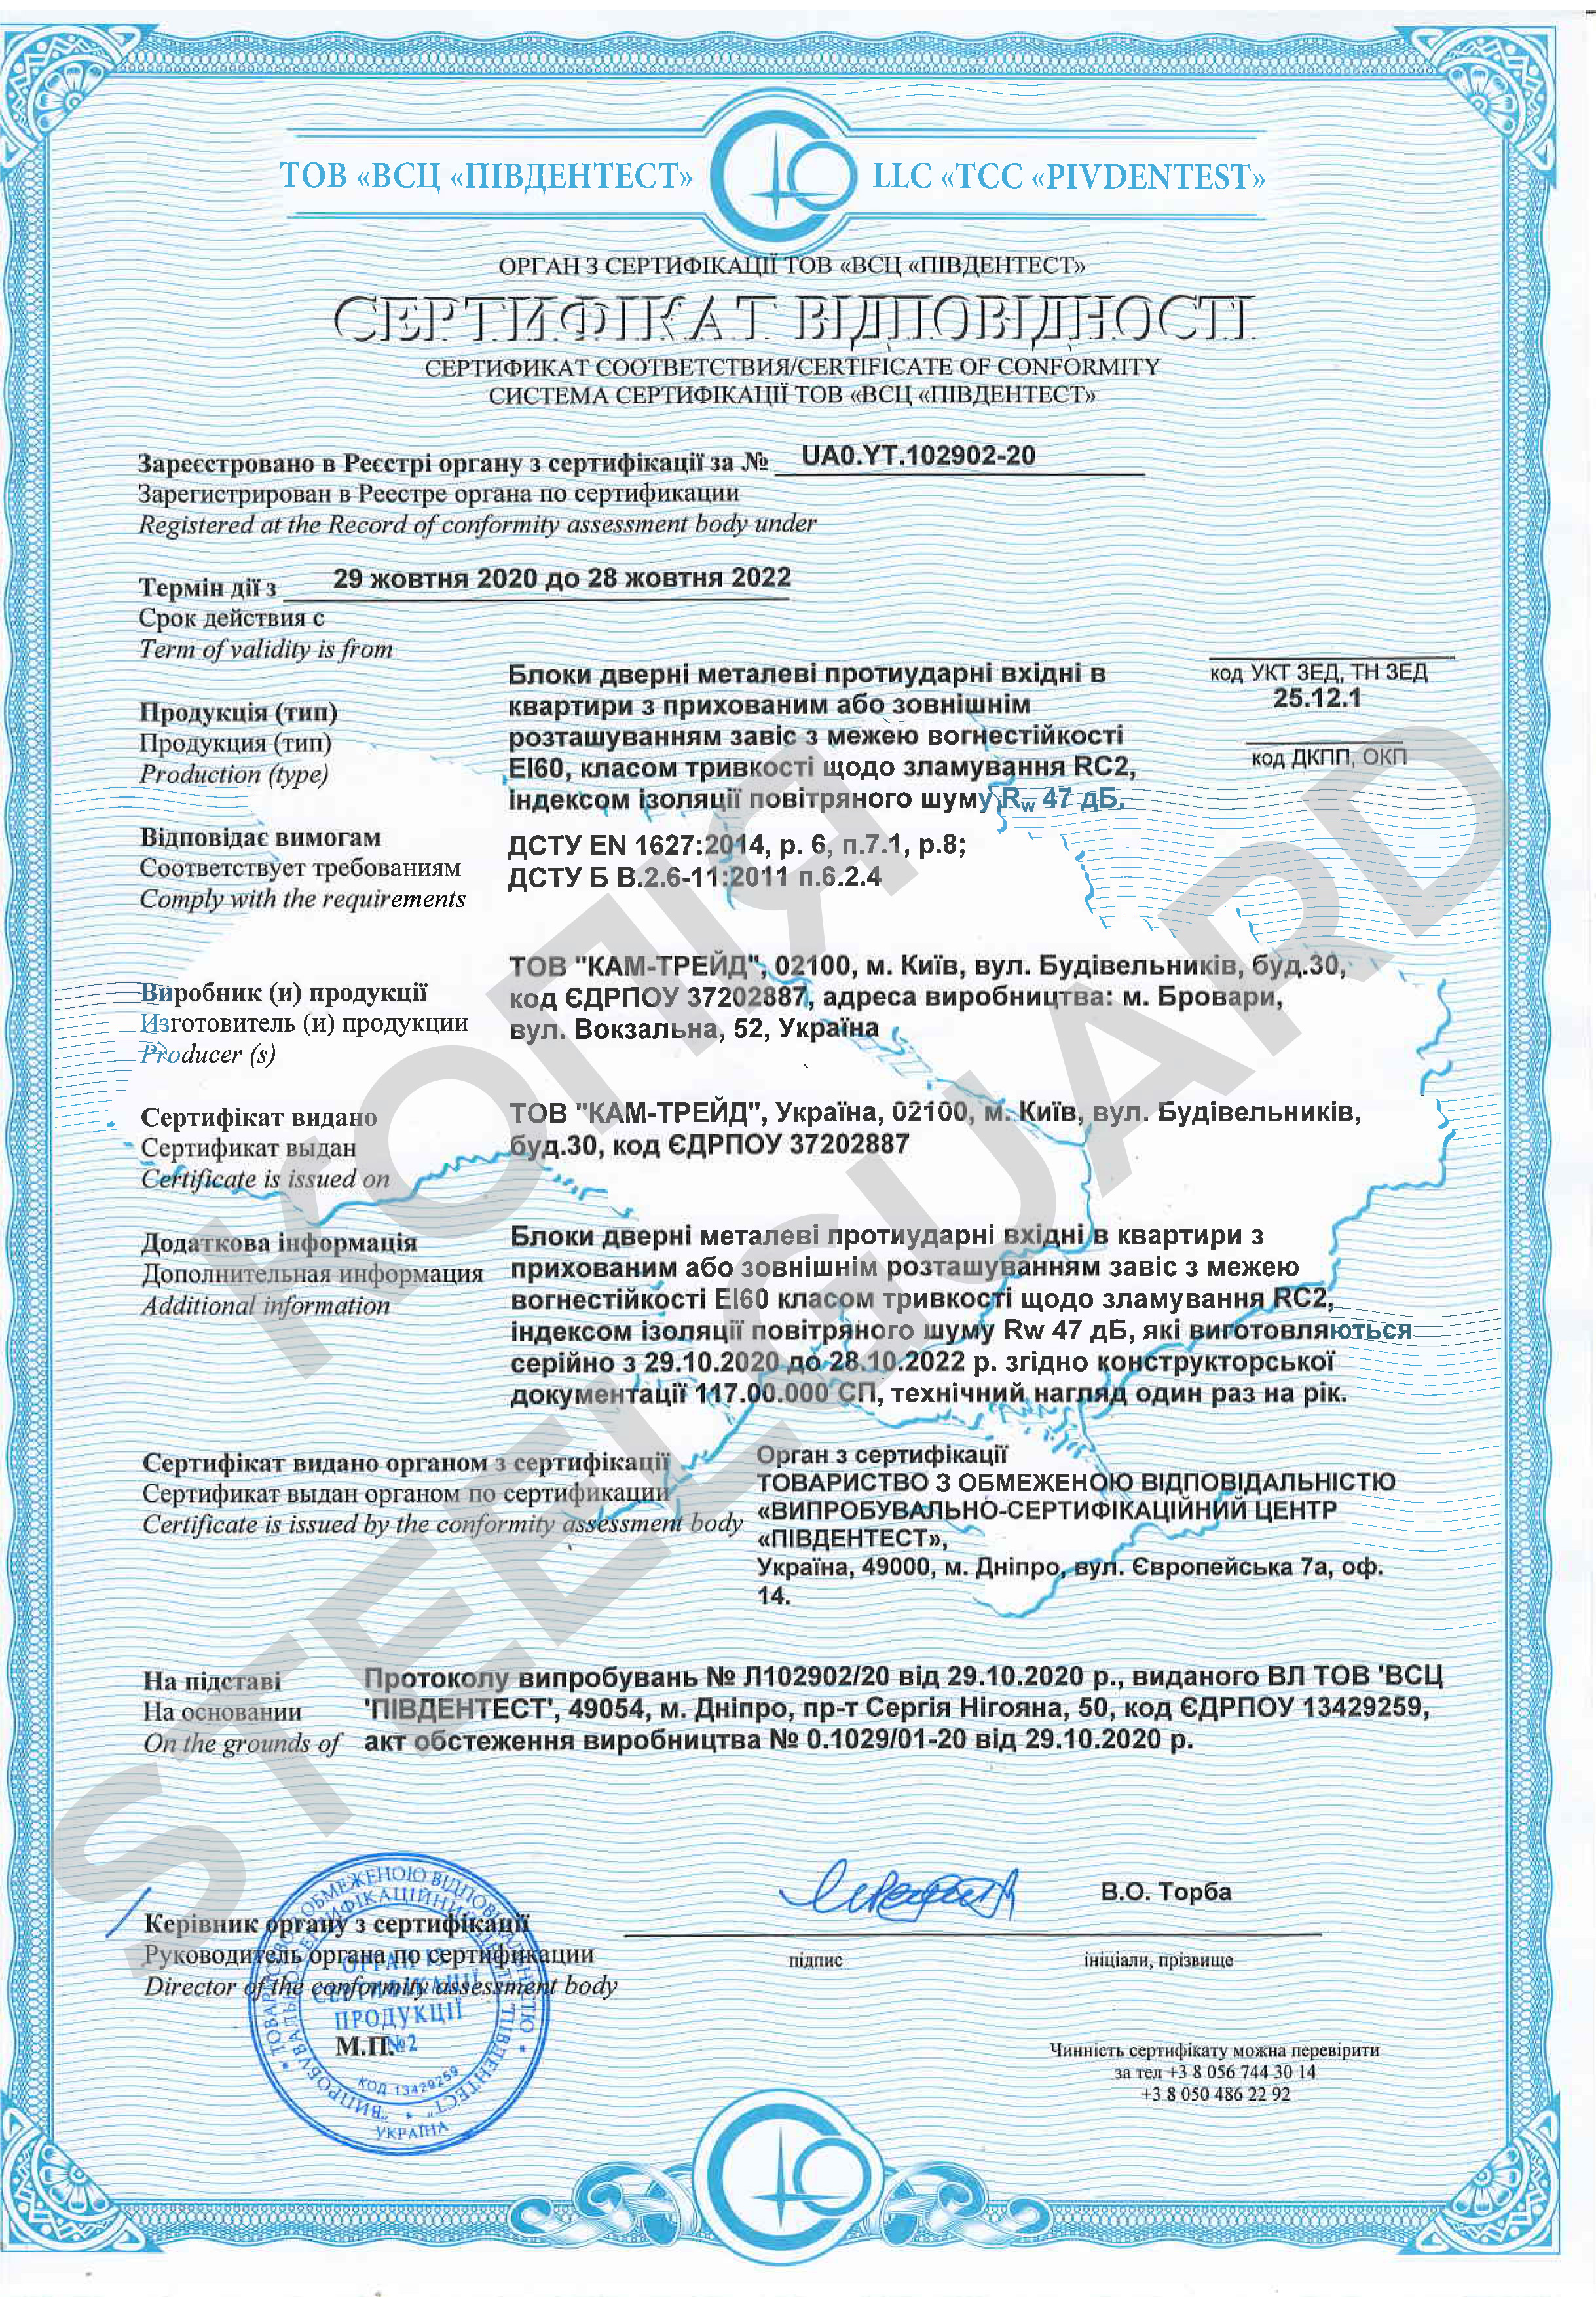 ТОВ «ВСЦ «ПІВДЕНТЕСТ» LLC «TCC «PIVDENTEST»
ОРГАН З СЕРТИФІКАЦІЇ ТОВ «ВСЦ «ПІВДЕНТЕСТ»
СЕРТИФІКАТ ВІДПОВІДНОСТІ
СЕРТИФИКАТ СООТВЕТСТВИЯ/CERTIFICATE OF CONFORMITY
СИСТЕМА СЕРТИФІКАЦІЇ ТОВ «ВСЦ «ПІВДЕНТЕСТ»
Зареєстровано в Реєстрі органу з сертифікації за № UA0.YT.102902-20
Зарегистрирован в Реестре органа по сертификации
Registered at the Record of conformity assessment body under
Термін дії з 29 жовтня 2020 до 28 жовтня 2022
Срок действия с
Term of validity is from
Продукція (тип)
Продукция (тип)
Production (type)
Блоки дверні металеві протиударні вхідні в
квартири з прихованим або зовнішнім
розташуванням завіс з межею вогнестійкості
EI60, класом тривкості щодо зламування RC2,
індексом ізоляції повітряного шуму Rw 47 дБ.
код УКТ ЗЕД, ТН ЗЕД
25.12.1
код ДКПП, ОКП
Відповідає вимогам
Соответствует требованиям
Comply with the requirements
ДСТУ EN 1627:2014, р. 6, п.7.1, р.8;
ДСТУ Б В.2.6-11:2011 п.6.2.4
Виробник (и) продукції
Изготовитель (и) продукции
Producer (s)
ТОВ "КАМ-ТРЕЙД", 02100, м. Київ, вул. Будівельників, буд.30,
код ЄДРПОУ 37202887, адреса виробництва: м. Бровари,
вул. Вокзальна, 52, Україна
Сертифікат видано
Сертификат выдан
Certificate is issued on
ТОВ "КАМ-ТРЕЙД", Україна, 02100, м. Київ, вул. Будівельників,
буд.30, код ЄДРПОУ 37202887
Додаткова інформація
Дополнительная информация
Additional information
Блоки дверні металеві протиударні вхідні в квартири з
прихованим або зовнішнім розташуванням завіс з межею
вогнестійкості EI60 класом тривкості щодо зламування RC2,
індексом ізоляції повітряного шуму Rw 47 дБ, які виготовляються
серійно з 29.10.2020 до 28.10.2022 р. згідно конструкторської
документації 117.00.000 СП, технічний нагляд один раз на рік.
Сертифікат видано органом з сертифікації
Сертификат выдан органом по сертификации
Certificate is issued by the conformity assessment body
Орган з сертифікації
ТОВАРИСТВО З ОБМЕЖЕНОЮ ВІДПОВІДАЛЬНІСТЮ
«ВИПРОБУВАЛЬНО-СЕРТИФІКАЦІЙНИЙ ЦЕНТР
«ПІВДЕНТЕСТ»,
Україна, 49000, м. Дніпро, вул. Європейська 7а, оф.
14.
На підставі
На основании
On the grounds of
Протоколу випробувань № Л102902/20 від 29.10.2020 р., виданого ВЛ ТОВ 'ВСЦ
'ПІВДЕНТЕСТ', 49054, м. Дніпро, пр-т Сергія Нігояна, 50, код ЄДРПОУ 13429259,
акт обстеження виробництва № 0.1029/01-20 від 29.10.2020 р.
Керівник органу з сертифікації
Руководитель органа по сертификации
Director of the conformity assessment body
М.П.
В.О. Торба
підпис
ініціали, прізвище
ТОВАРИСТВО З ОБМЕЖЕНОЮ ВІДПОВІДАЛЬНІСТЮ
УКРАЇНА
"ВИПРОБУВАЛЬНО-СЕРТИФІКАЦІЙНИЙ ЦЕНТР "ПІВДЕНТЕСТ"
ОРГАН ІЗ
СЕРТИФІКАЦІЇ
ПРОДУКЦІЇ
№2
КОД 13429259
Чинність сертифікату можна перевірити
за тел +3 8 056 744 30 14
+3 8 050 486 22 92
КОПІЯ
STEELGUARD